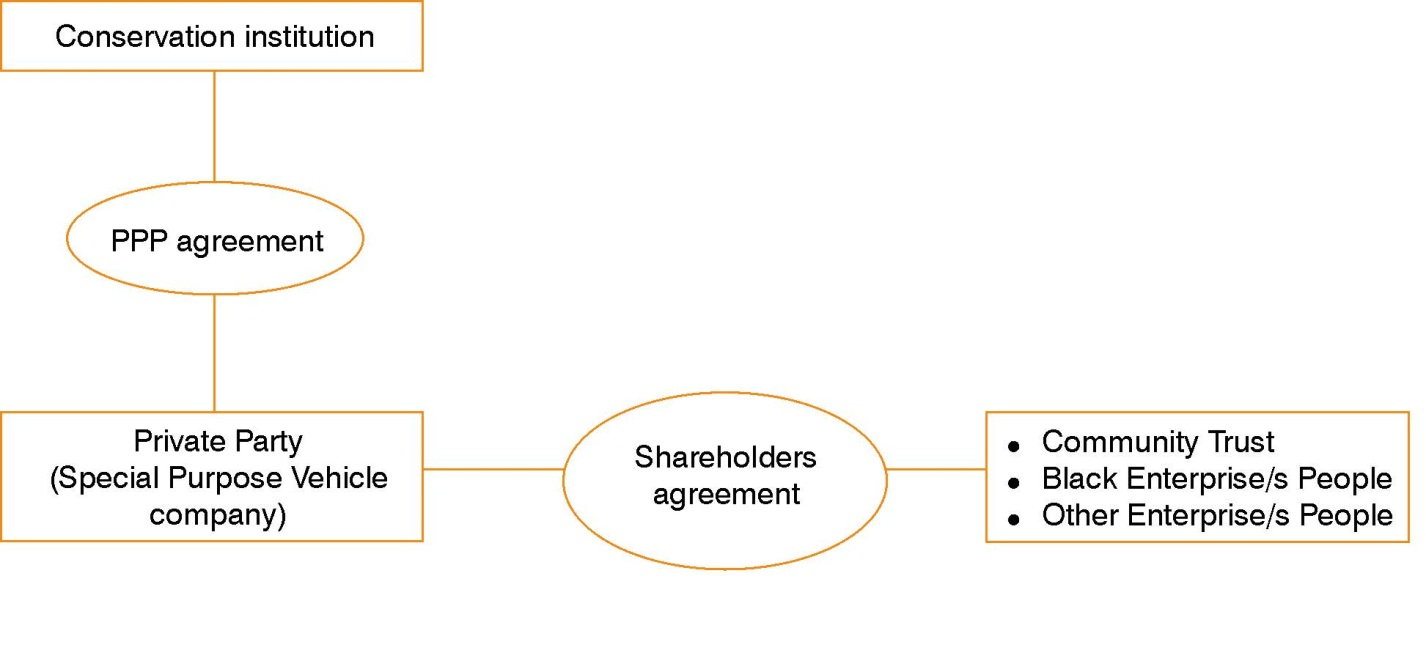 Conservation institution
PPP agreement
Private Party
(Special Purpose Vehicle
company)
Shareholders
agreement
• Community Trust
• Black Enterprise/s People
• Other Enterprise/s People